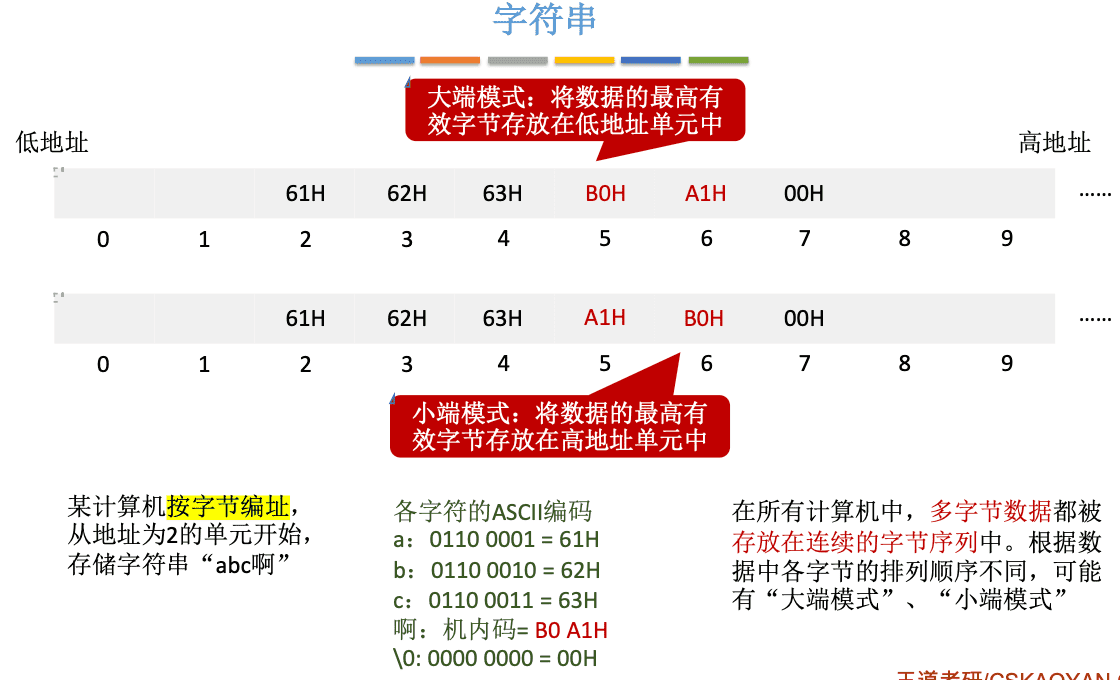 字符串
大端模式：将数据的最高有
效字节存放在低地址单元中
低地址
高地址
61H 62H 63H B0H A1H 00H ……
0 1 2 3 4 5 6 7 8 9
61H 62H 63H A1H B0H 00H ……
0 1 2 3 4 5 6 7 8 9
小端模式：将数据的最高有
效字节存放在高地址单元中
某计算机按字节编址，
从地址为2的单元开始，
存储字符串“abc啊”
各字符的ASCII编码
a：0110 0001 = 61H
b：0110 0010 = 62H
c：0110 0011 = 63H
啊：机内码= B0 A1H
\0: 0000 0000 = 00H
在所有计算机中，多字节数据都被
存放在连续的字节序列中。根据数
据中各字节的排列顺序不同，可能
有“大端模式”、“小端模式”
王道考研/CSKAOYAN